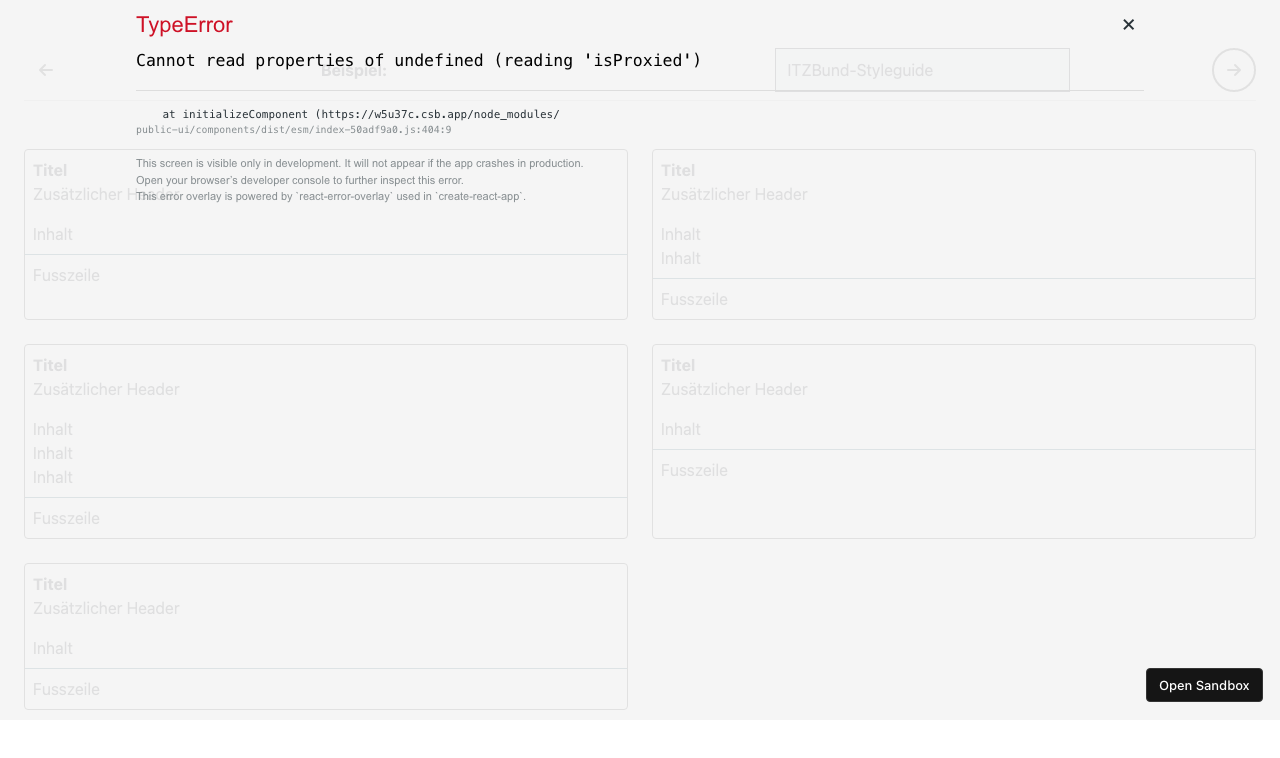 TypeError
Cannot read properties of undefined (reading 'isProxied')
Beispiel:
ITZBund-Styleguide
at initializeComponent (https://w5u37c.csb.app/node_modules/
public-ui/components/dist/esm/index-50adf9a0.js:404:9
This screen is visible only in development. It will not appear if the app crashes in production.
Open your browser's developer console to further inspect this error.
This error overlay is powered by `react-error-overlay` used in `create-react-app`.
Titel
Zusätzlicher Header
Inhalt
Fusszeile
Titel
Zusätzlicher Header
Inhalt
Inhalt
Fusszeile
Titel
Zusätzlicher Header
Inhalt
Inhalt
Inhalt
Fusszeile
Titel
Zusätzlicher Header
Inhalt
Fusszeile
Titel
Zusätzlicher Header
Inhalt
Fusszeile
Open Sandbox